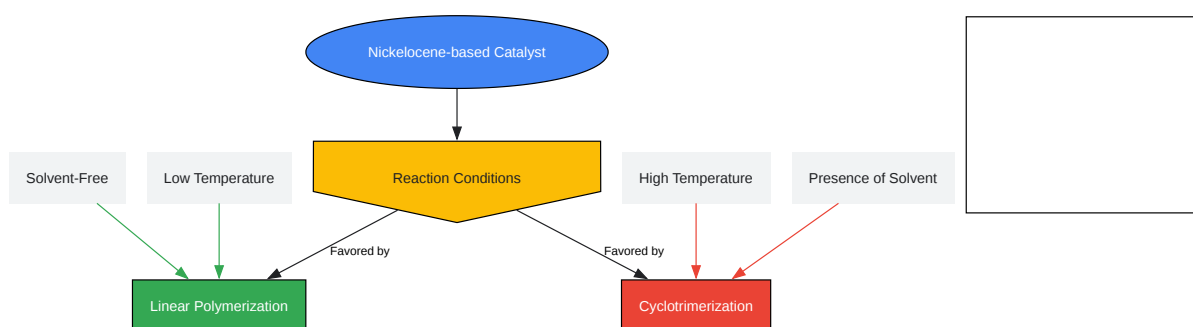 Nickelocene-based Catalyst
Solvent-Free
Low Temperature
Reaction Conditions
High Temperature
Presence of Solvent
Favored by
Favored by
Linear Polymerization
Cyclotrimerization